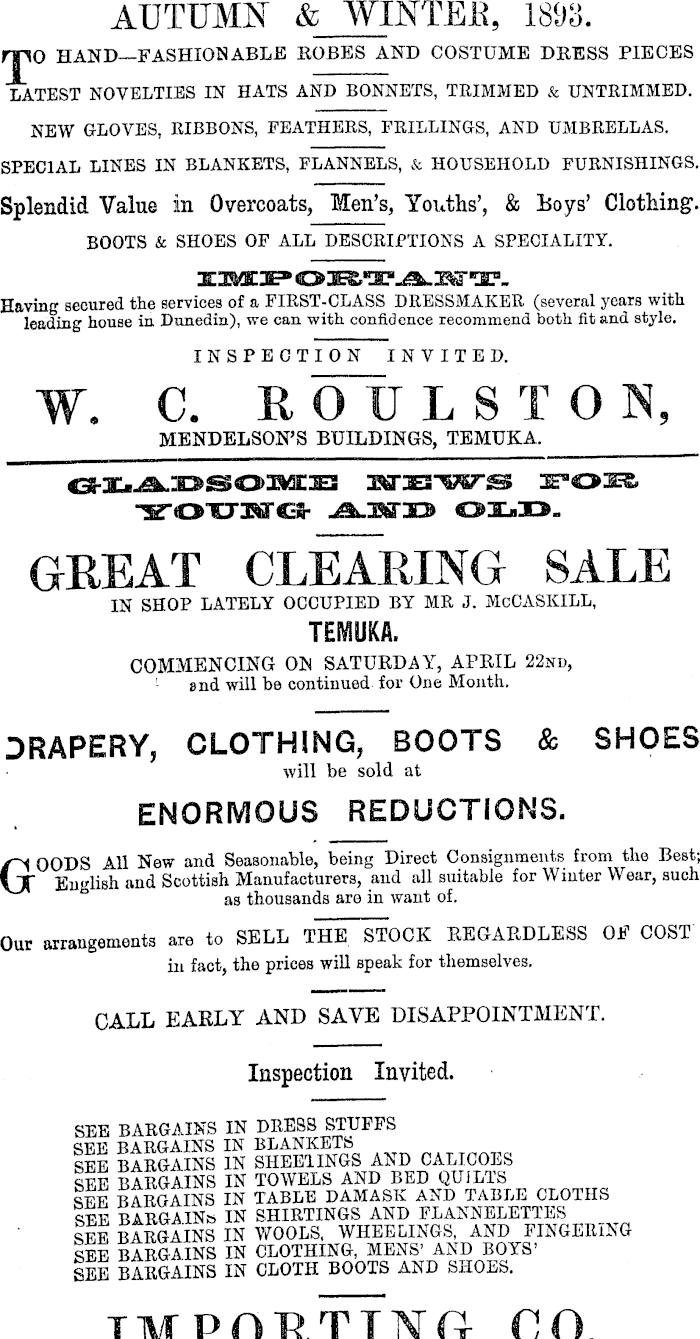 AUTUMN & WINTER, 1893.
TO HAND—FASHIONABLE ROBES AND COSTUME DRESS PIECES
LATEST NOVELTIES IN HATS AND BONNETS, TRIMMED & UNTRIMMED.
NEW GLOVES, RIBBONS, FEATHERS, FRILLINGS, AND UMBRELLAS.
SPECIAL LINES IN BLANKETS, FLANNELS, & HOUSEHOLD FURNISHINGS.
Splendid Value in Overcoats, Men's, Youths', & Boys' Clothing.
BOOTS & SHOES OF ALL DESCRIPTIONS A SPECIALITY.
IMPORTANT.
Having secured the services of a FIRST-CLASS DRESSMAKER (several years with
leading house in Dunedin), we can with confidence recommend both fit and style.
INSPECTION INVITED.
W. C. ROULSTON,
MENDELSON'S BUILDINGS, TEMUKA.
GLADSOME NEWS FOR
YOUNG AND OLD.
GREAT CLEARING SALE
IN SHOP LATELY OCCUPIED BY MR J. McCASKILL,
TEMUKA.
COMMENCING ON SATURDAY, APRIL 22ND,
and will be continued for One Month.
DRAPERY, CLOTHING, BOOTS & SHOES
will be sold at
ENORMOUS REDUCTIONS.
GOODS All New and Seasonable, being Direct Consignments from the Best;
English and Scottish Manufacturers, and all suitable for Winter Wear, such
as thousands are in want of.
Our arrangements are to SELL THE STOCK REGARDLESS OF COST
in fact, the prices will speak for themselves.
CALL EARLY AND SAVE DISAPPOINTMENT.
Inspection Invited.
SEE BARGAINS IN DRESS STUFFS
SEE BARGAINS IN BLANKETS
SEE BARGAINS IN SHEETINGS AND CALICOES
SEE BARGAINS IN TOWELS AND BED QUILTS
SEE BARGAINS IN TABLE DAMASK AND TABLE CLOTHS
SEE BARGAINS IN SHIRTINGS AND FLANNELETTES
SEE BARGAINS IN WOOLS, WHEELINGS, AND FINGERING
SEE BARGAINS IN CLOTHING, MENS' AND BOYS'
SEE BARGAINS IN CLOTH BOOTS AND SHOES.
IMPORTING CO.